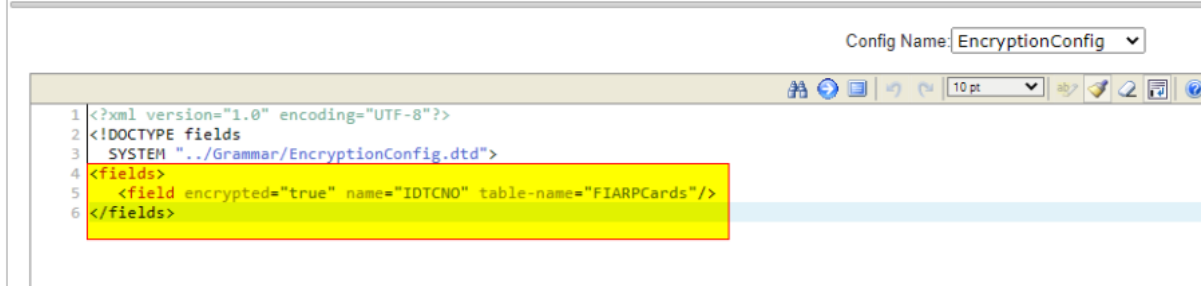 Config Name: EncryptionConfig
10 pt
1 <?xml version="1.0" encoding="UTF-8"?>
2 <!DOCTYPE fields
3 SYSTEM "../Grammar/EncryptionConfig.dtd">
4 <fields>
5 <field encrypted="true" name="IDTCNO" table-name="FIARPCards"/>
6 </fields>